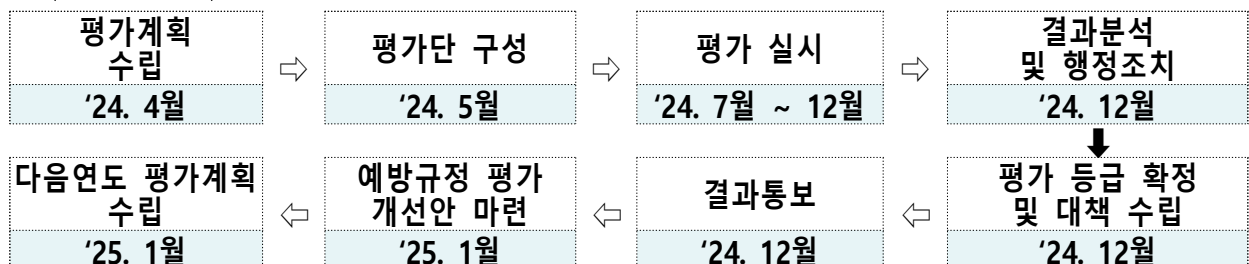 평가계획
수립
‘24. 4월
⇨
평가단 구성
‘24. 5월
⇨
평가 실시
‘24. 7월 ~ 12월
⇨
결과분석
및 행정조치
‘24. 12월
평가 등급 확정
및 대책 수립
‘24. 12월
⇦
결과통보
‘24. 12월
⇦
예방규정 평가
개선안 마련
‘25. 1월
⇦
다음연도 평가계획
수립
‘25. 1월